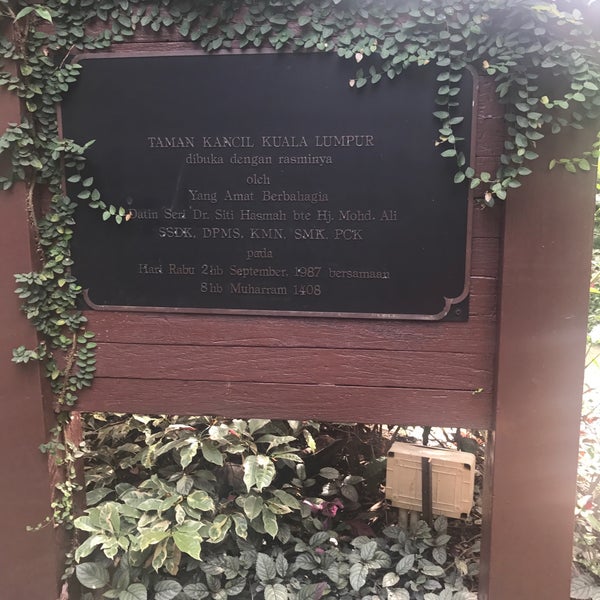 TAMAN KANCIL KUALA LUMPUR
dibuka dengan rasminya
oleh
Yang Amat Berbahagia
Datin Seri Dr. Siti Hasmah bte Hj. Mohd. Ali
SSDK, DPMS, KMN, SMK, PCK
pada
Hari Rabu 2hb September, 1987 bersamaan
8hb Muharram 1408